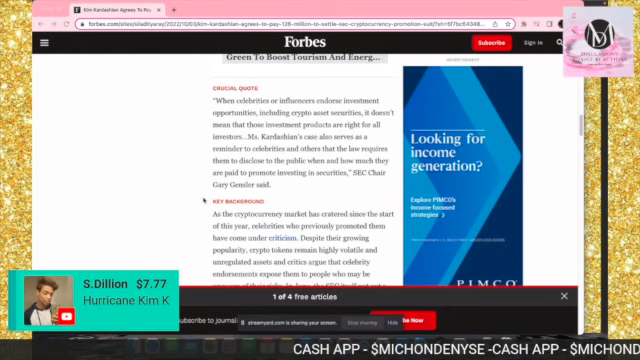 Kim Kardashian Agrees To Pay
forbes.com/sites/siladityaray/2022/10/03/kim-kardashian-agrees-to-pay-126-million-to-settle-sec-cryptocurrency-promotion-suit/
Forbes
Subscribe
Sign In
Green To Boost Tourism And Energ...
ADVERTISEMENT
CRUCIAL QUOTE
"When celebrities or influencers endorse investment
opportunities, including crypto asset securities, it doesn't
mean that those investment products are right for all
investors...Ms. Kardashian's case also serves as a
reminder to celebrities and others that the law requires
them to disclose to the public when and how much they
are paid to promote investing in securities," SEC Chair
Gary Gensler said.
KEY BACKGROUND
As the cryptocurrency market has cratered since the start
of this year, celebrities who previously promoted them
have come under criticism. Despite their growing
popularity, crypto tokens remain highly volatile and
unregulated assets and critics argue that celebrity
endorsements expose them to people who may be
Looking for
income
generation?
Explore PIMCO's
income focused
strategies
PIMCO
S.Dillion $7.77
Hurricane Kim K
1 of 4 free articles
streamyard.com is sharing your screen.
Stop sharing
Hide
CASH APP - $MICHONDENYSE -CASH APP - $MICHOND